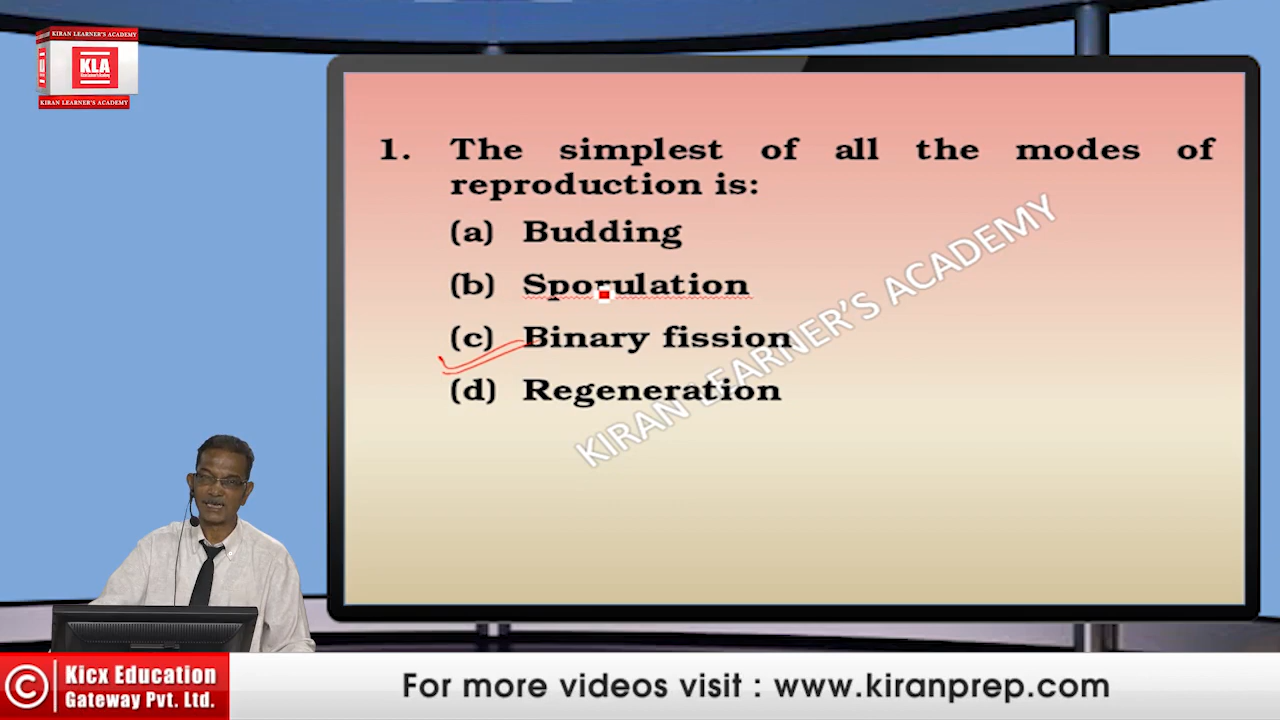 KIRAN LEARNER'S ACADEMY
KLA
KIRAN LEARNER'S ACADEMY
1. The simplest of all the modes of
reproduction is:
(a) Budding
(b) Sporulation
(c) Binary fission
(d) Regeneration
KIRAN LEARNER'S ACADEMY
© Kicx Education
Gateway Pvt. Ltd.
For more videos visit : www.kiranprep.com